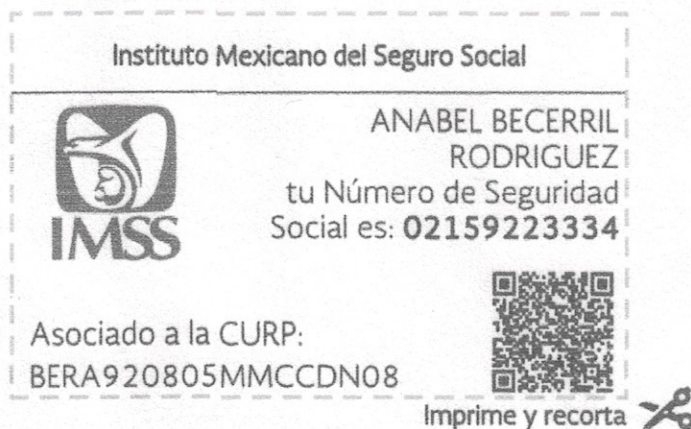 Instituto Mexicano del Seguro Social
ANABEL BECERRIL
RODRIGUEZ
tu Número de Seguridad
Social es: 02159223334
IMSS
Asociado a la CURP:
BERA920805MMCCDN08
Imprime y recorta